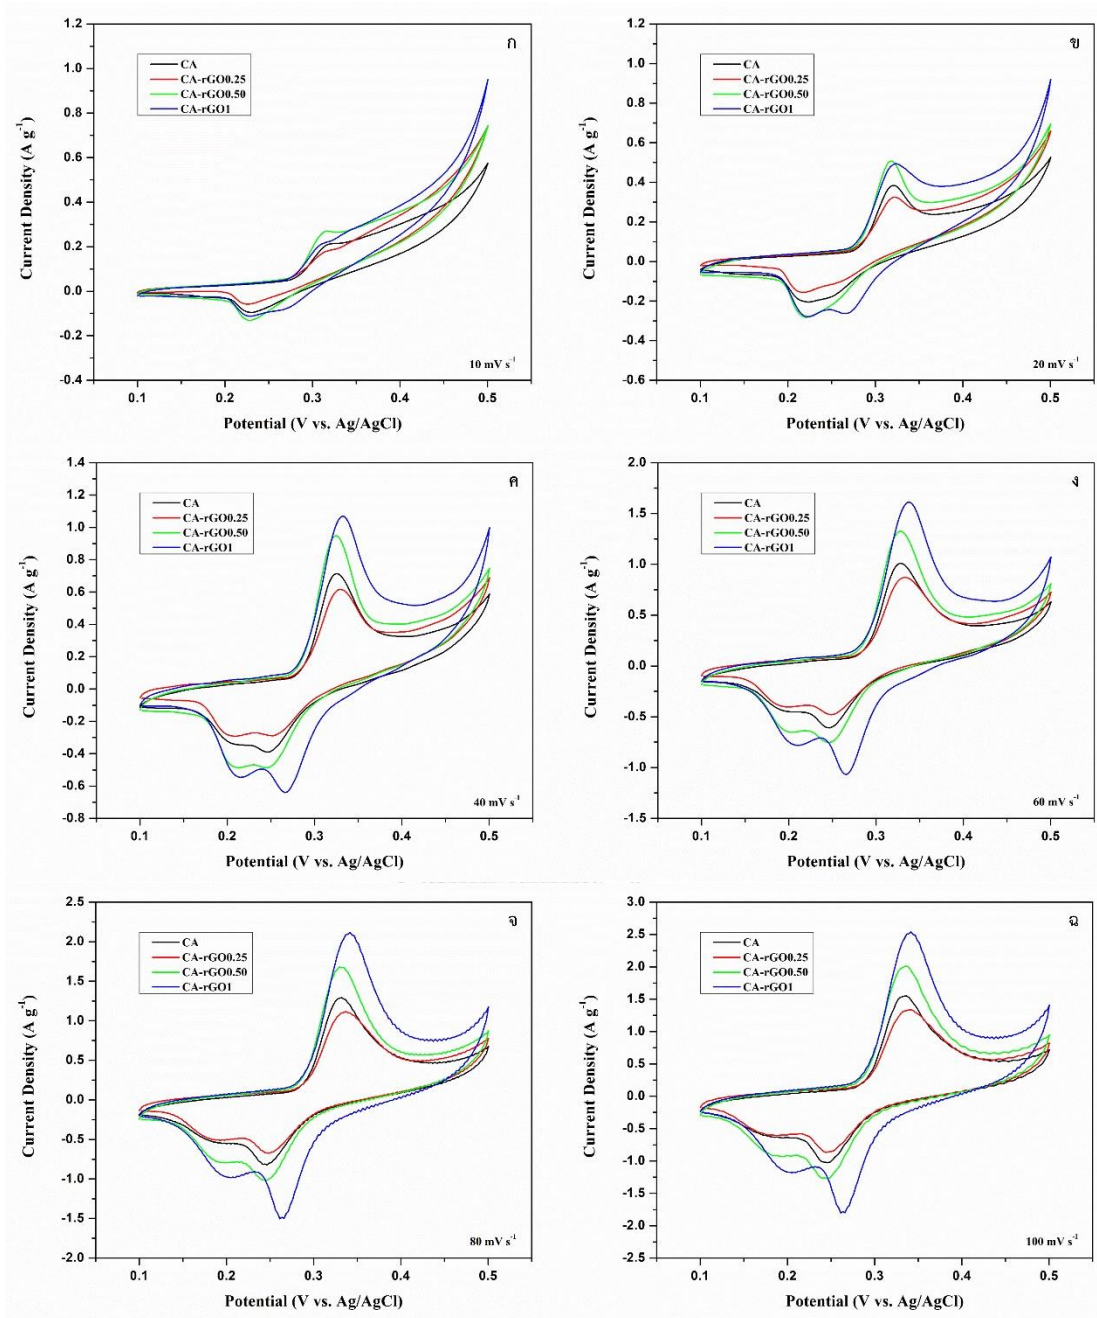 ก
CA
CA-rGO0.25
CA-rGO0.50
CA-rGO1
1.2
1.0
0.8
0.6
0.4
0.2
0.0
-0.2
-0.4
0.1 0.2 0.3 0.4 0.5
Current Density (A g⁻¹)
Potential (V vs. Ag/AgCl)
10 mV s⁻¹
ข
CA
CA-rGO0.25
CA-rGO0.50
CA-rGO1
1.2
1.0
0.8
0.6
0.4
0.2
0.0
-0.2
-0.4
-0.6
0.1 0.2 0.3 0.4 0.5
Current Density (A g⁻¹)
Potential (V vs. Ag/AgCl)
20 mV s⁻¹
ค
CA
CA-rGO0.25
CA-rGO0.50
CA-rGO1
1.4
1.2
1.0
0.8
0.6
0.4
0.2
0.0
-0.2
-0.4
-0.6
-0.8
0.1 0.2 0.3 0.4 0.5
Current Density (A g⁻¹)
Potential (V vs. Ag/AgCl)
40 mV s⁻¹
ง
CA
CA-rGO0.25
CA-rGO0.50
CA-rGO1
2.0
1.5
1.0
0.5
0.0
-0.5
-1.0
-1.5
0.1 0.2 0.3 0.4 0.5
Current Density (A g⁻¹)
Potential (V vs. Ag/AgCl)
60 mV s⁻¹
จ
CA
CA-rGO0.25
CA-rGO0.50
CA-rGO1
2.5
2.0
1.5
1.0
0.5
0.0
-0.5
-1.0
-1.5
-2.0
0.1 0.2 0.3 0.4 0.5
Current Density (A g⁻¹)
Potential (V vs. Ag/AgCl)
80 mV s⁻¹
ฉ
CA
CA-rGO0.25
CA-rGO0.50
CA-rGO1
3.0
2.5
2.0
1.5
1.0
0.5
0.0
-0.5
-1.0
-1.5
-2.0
-2.5
0.1 0.2 0.3 0.4 0.5
Current Density (A g⁻¹)
Potential (V vs. Ag/AgCl)
100 mV s⁻¹